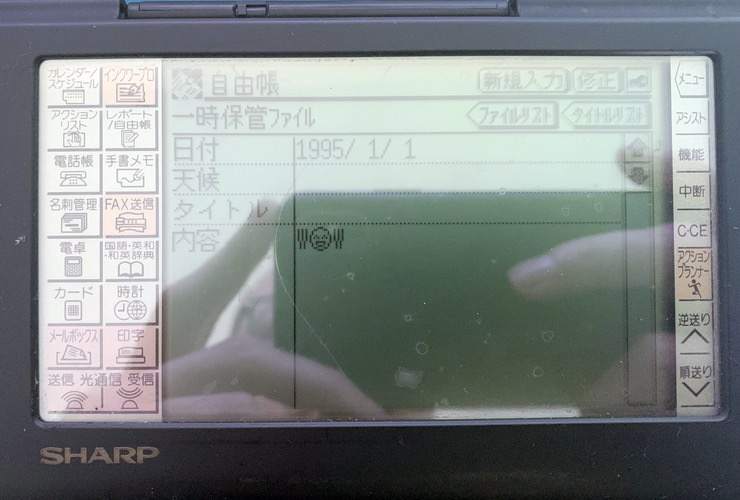 カレンダー/スケジュール
インクワープロ
アクションリスト
レポート/自由帳
電話帳
手書メモ
名刺管理
FAX送信
電卓
国語・英和・和英辞典
カード
時計
メールボックス
印字
送信 光通信 受信
自由帳 新規入力 修正
一時保管ファイル ファイルリスト タイトルリスト
日付 1995/ 1/ 1
天候
タイトル
内容
メニュー
アシスト
機能
中断
C・CE
アクションプランナー
逆送り
順送り
SHARP